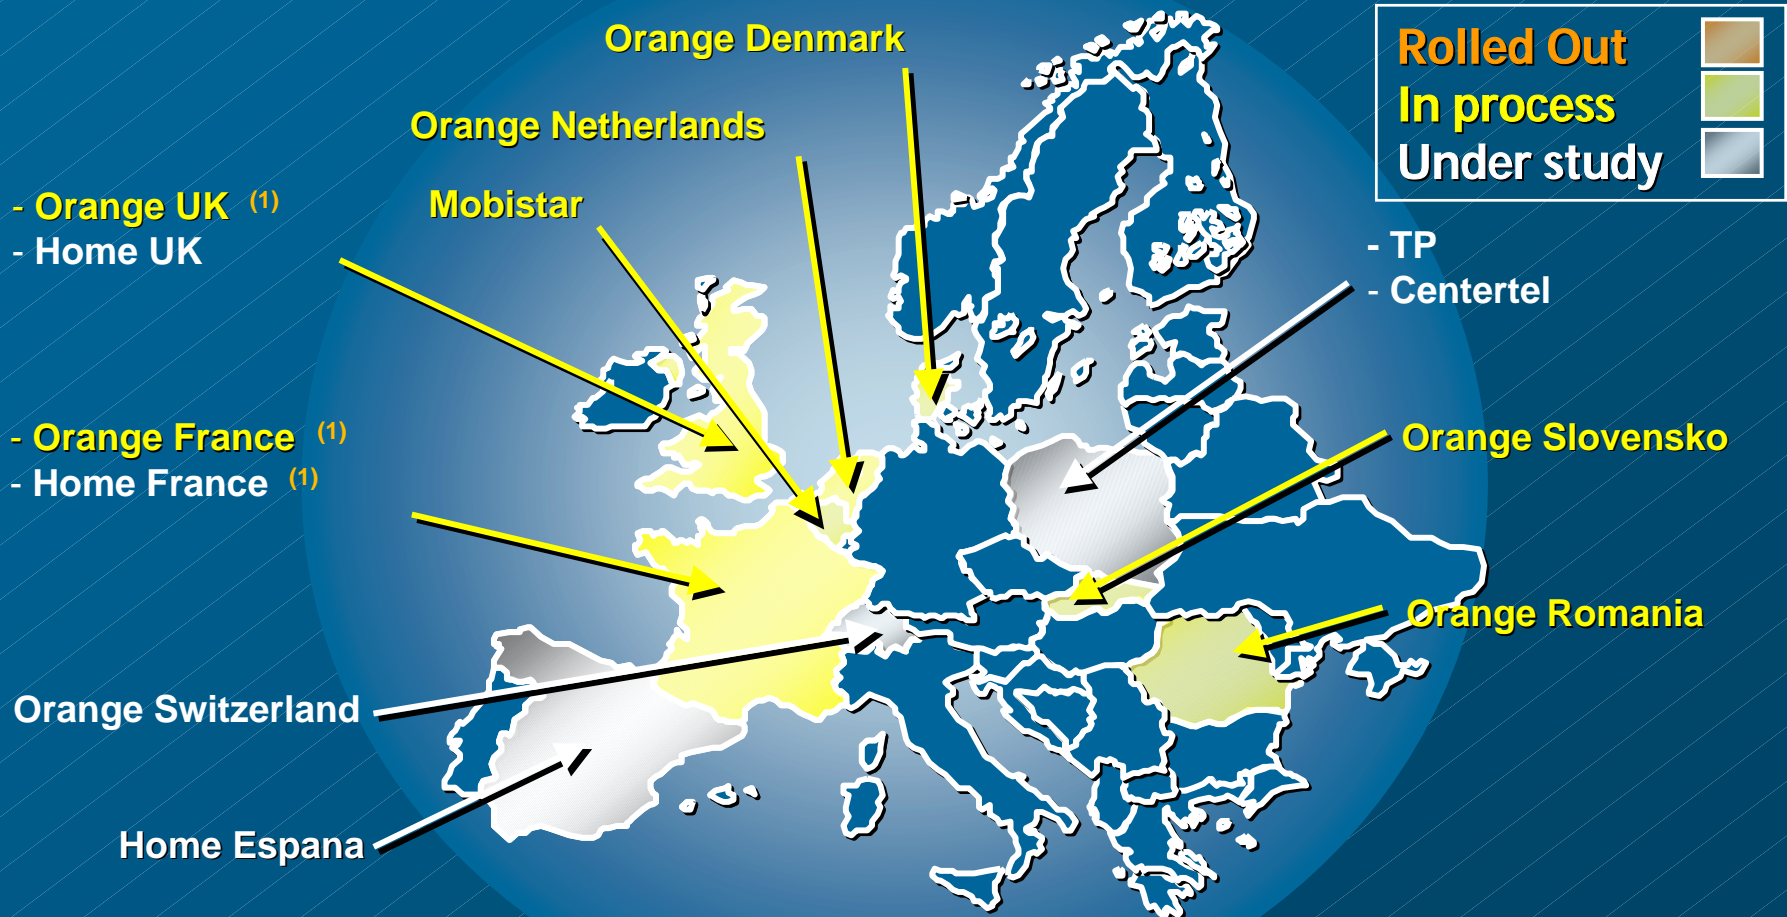 Orange Denmark
Orange Netherlands
Mobistar
- Orange UK (1)
- Home UK
- Orange France (1)
- Home France (1)
Orange Switzerland
Home Espana
Rolled Out
In process
Under study
- TP
- Centertel
Orange Slovensko
Orange Romania